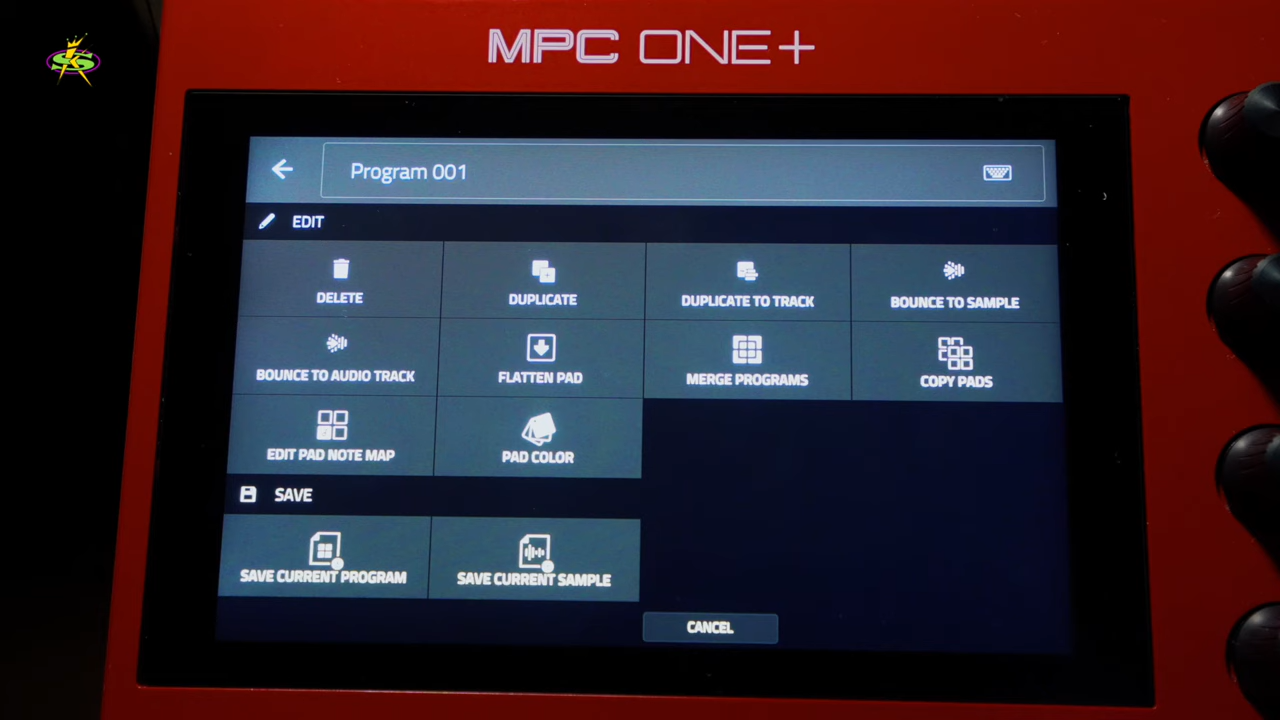 MPC ONE+
Program 001
EDIT
DELETE
DUPLICATE
DUPLICATE TO TRACK
BOUNCE TO SAMPLE
BOUNCE TO AUDIO TRACK
FLATTEN PAD
MERGE PROGRAMS
COPY PADS
EDIT PAD NOTE MAP
PAD COLOR
SAVE
SAVE CURRENT PROGRAM
SAVE CURRENT SAMPLE
CANCEL